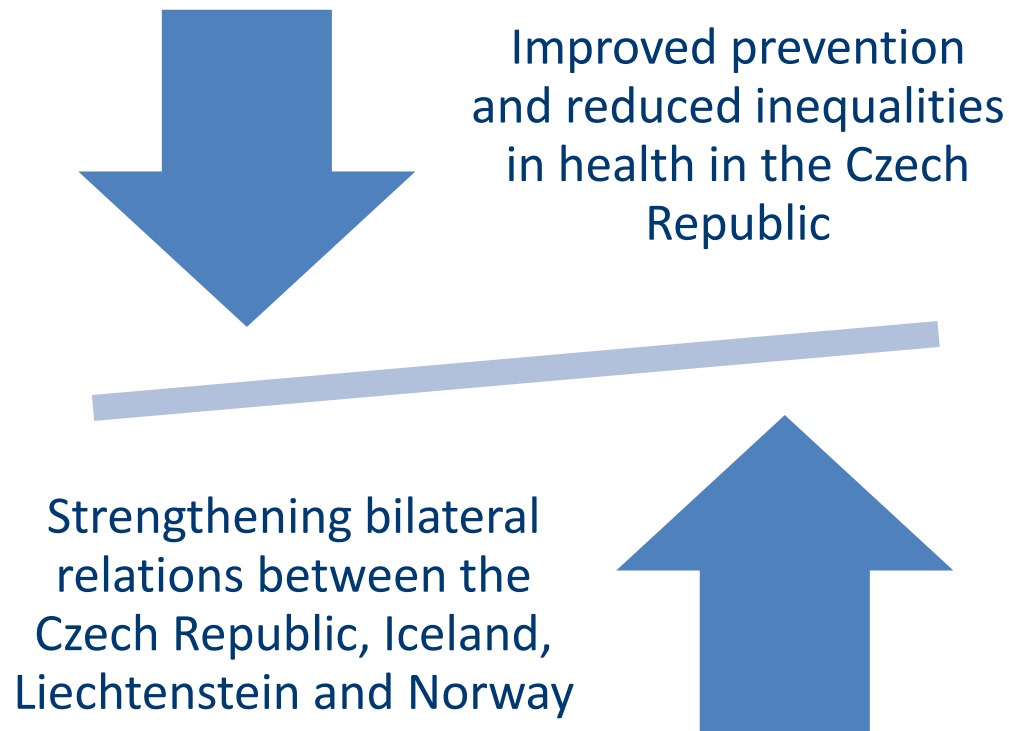 Improved prevention
and reduced inequalities
in health in the Czech
Republic
Strengthening bilateral
relations between the
Czech Republic, Iceland,
Liechtenstein and Norway